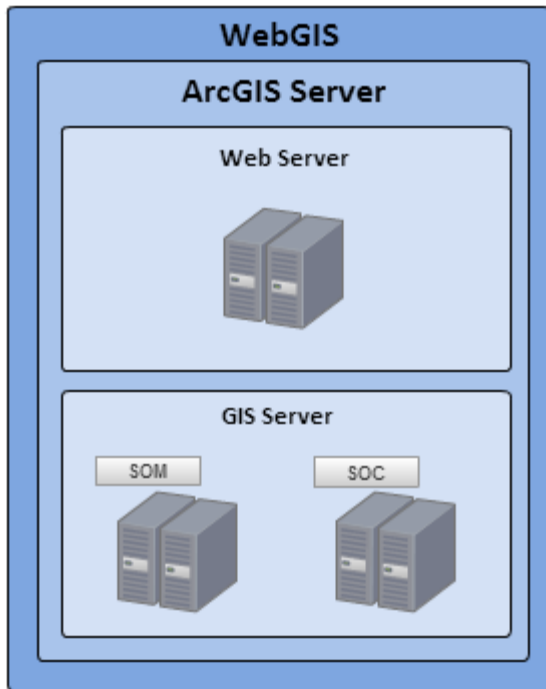 WebGIS
ArcGIS Server
Web Server
GIS Server
SOM
SOC